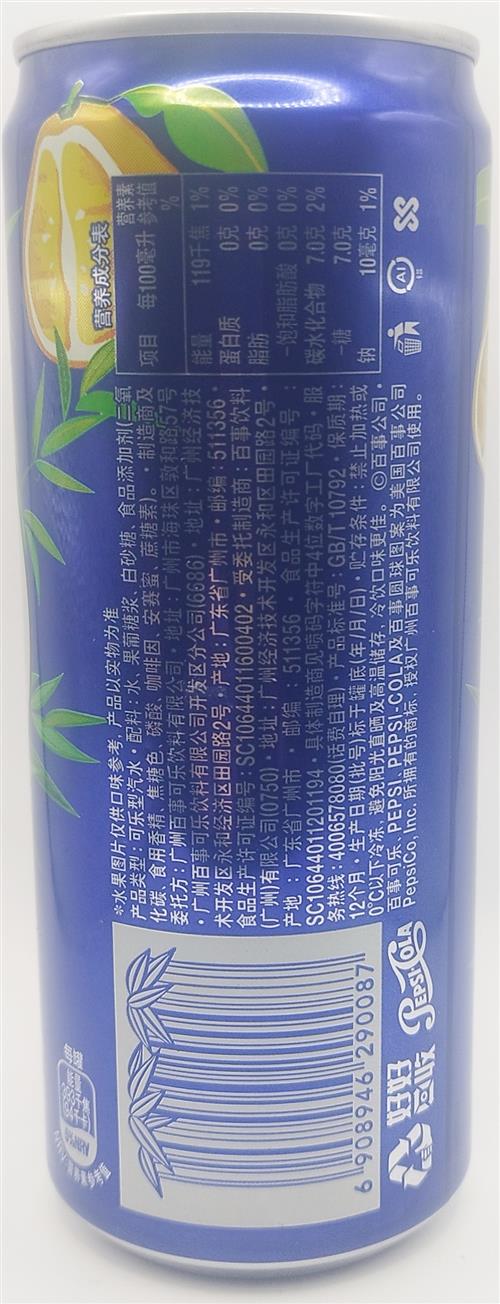 *水果图片仅供口味参考,产品以实物为准
产品类型:可乐型汽水·配料:水、果葡糖浆、白砂糖、食品添加剂(二氧
化碳、食用香精、焦糖色、磷酸、咖啡因、安赛蜜、蔗糖素)。·制造商及
委托方:广州百事可乐饮料有限公司·地址:广州市海珠区敦和路57号
·广州百事可乐饮料有限公司开发区分公司(6686)·地址:广州经济技
术开发区永和经济区田园路2号·产地:广东省广州市·邮编:511356·
食品生产许可证编号:SC10644011600402·受委托制造商:百事饮料
(广州)有限公司(0750)·地址:广州经济技术开发区永和区田园路2号·
产地:广东省广州市·邮编:511356·食品生产许可证编号:
SC10644011201194·具体制造商见喷码字符中4位数字工厂代码·服
务热线:4006578080(话费自理)·产品标准号:GB/T10792·保质期:
12个月·生产日期(批号)标于罐底(年/月/日)·贮存条件:禁止加热或
0℃以下冷冻,避免阳光直晒及高温储存,冷饮口味更佳。©百事公司·
百事可乐、PEPSI、PEPSI-COLA及百事圆球图案为美国百事公司
PepsiCo, Inc. 所拥有的商标,授权广州百事可乐饮料有限公司使用。
营养成分表
项目 每100毫升 营养素参考值%
能量 119千焦 1%
蛋白质 0克 0%
脂肪 0克 0%
-饱和脂肪酸 0克 0%
碳水化合物 7.0克 2%
-糖 7.0克
钠 10毫克 1%
6 908946 290087
好好
回收
PEPSI-COLA
每罐
能量